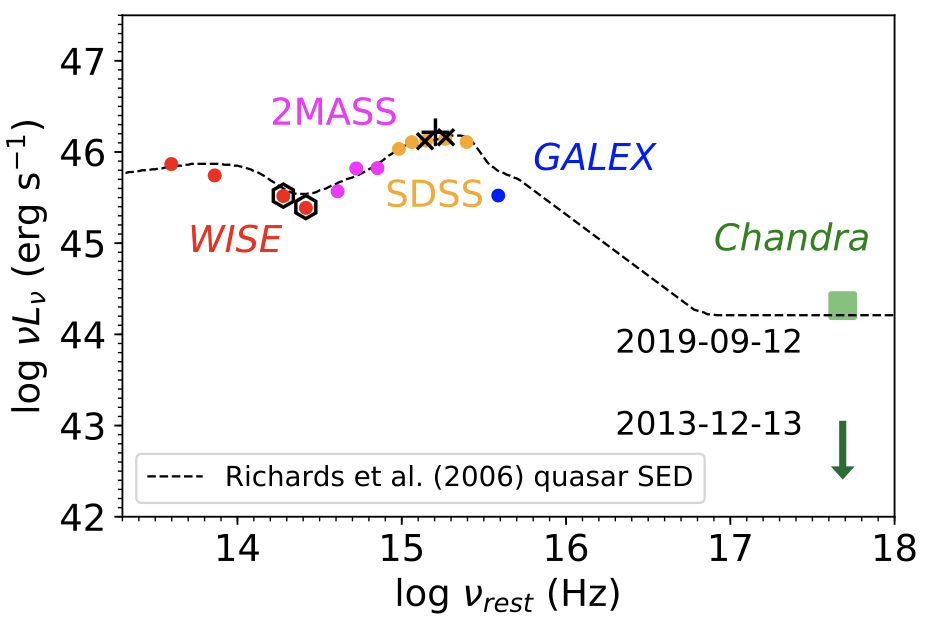 47
46
45
44
43
42
log νLν (erg s⁻¹)
2MASS
GALEX
SDSS
WISE
Chandra
2019-09-12
2013-12-13
Richards et al. (2006) quasar SED
14 15 16 17 18
log νrest (Hz)